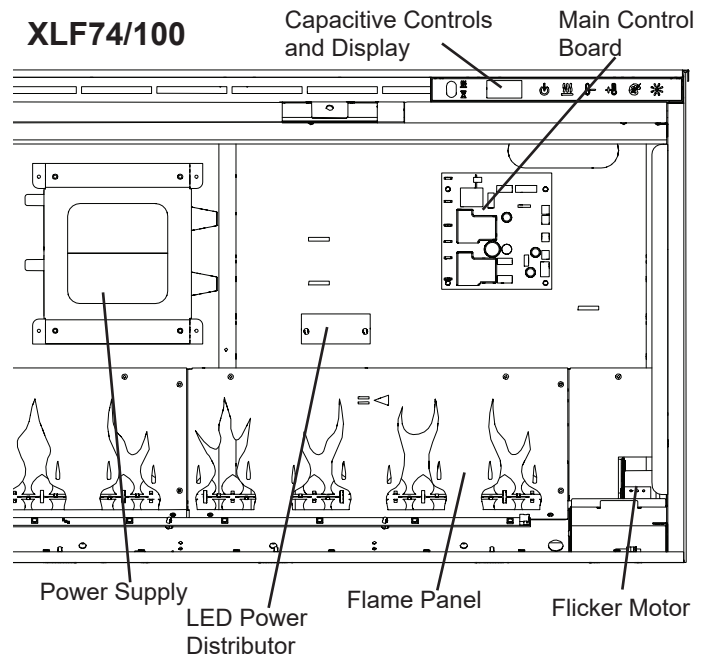 XLF74/100
Capacitive Controls
and Display
Main Control
Board
Power Supply
LED Power
Distributor
Flame Panel
Flicker Motor